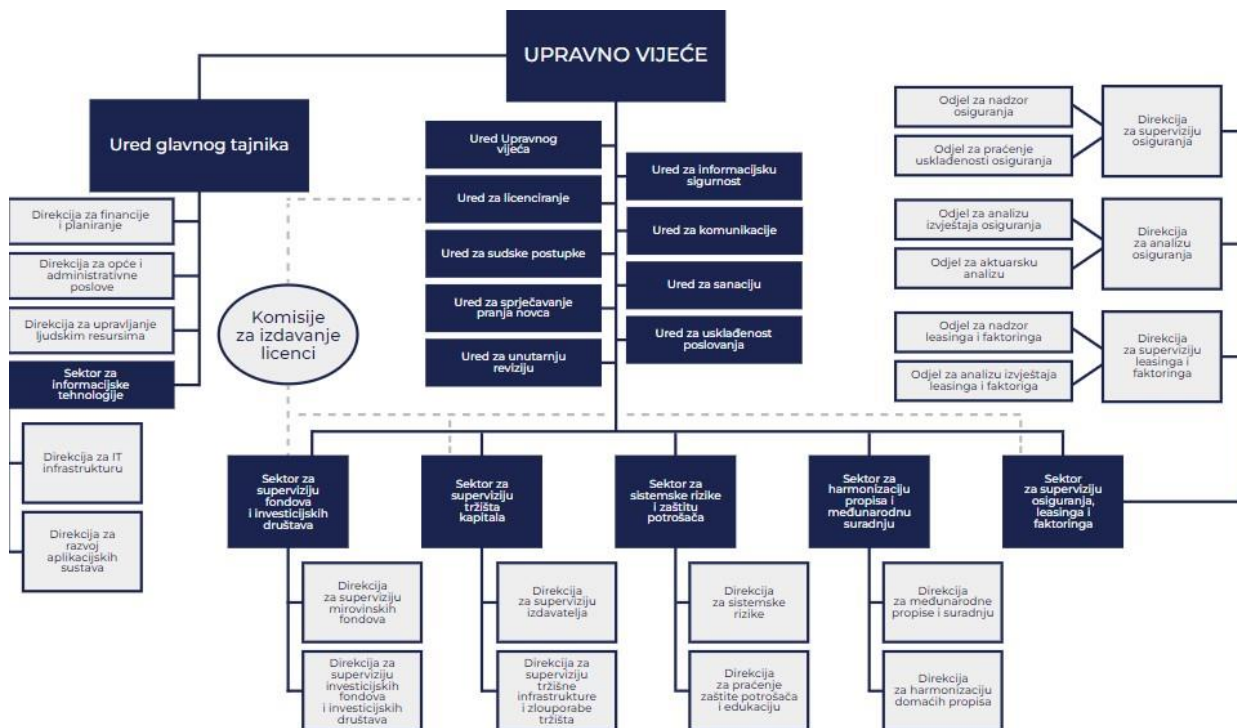 UPRAVNO VIJEĆE
Ured glavnog tajnika
Direkcija za financije
i planiranje
Direkcija za opće i
administrativne
poslove
Direkcija za upravljanje
ljudskim resursima
Sektor za
informacijske
tehnologije
Direkcija za IT
infrastrukturu
Direkcija za
razvoj
aplikacijskih
sustava
Komisije
za izdavanje
licenci
Ured Upravnog
vijeća
Ured za licenciranje
Ured za sudske postupke
Ured za sprječavanje
pranja novca
Ured za unutarnju
reviziju
Ured za informacijsku
sigurnost
Ured za komunikacije
Ured za sanaciju
Ured za usklađenost
poslovanja
Odjel za nadzor
osiguranja
Odjel za praćenje
usklađenosti osiguranja
Direkcija
za superviziju
osiguranja
Odjel za analizu
izvještaja osiguranja
Odjel za aktuarsku
analizu
Direkcija
za analizu
osiguranja
Odjel za nadzor
leasinga i faktoringa
Odjel za analizu izvještaja
leasinga i faktoriga
Direkcija
za superviziju
leasinga i
faktoringa
Sektor za
superviziju
fondova
i investicijskih
društava
Direkcija
za superviziju
mirovinskih
fondova
Direkcija za
superviziju
investicijskih
fondova
i investicijskih
društava
Sektor za
superviziju
tržišta
kapitala
Direkcija
za superviziju
izdavatelja
Direkcija za
superviziju
tržišne
infrastrukture
i zlouporabe
tržišta
Sektor za
sistemske rizike
i zaštitu
potrošača
Direkcija
za sistemske
rizike
Direkcija
za praćenje
zaštite potrošača
i edukaciju
Sektor za
harmonizaciju
propisa i
međunarodnu
suradnju
Direkcija
za međunarodne
propise i suradnju
Direkcija
za harmonizaciju
domaćih propisa
Sektor
za superviziju
osiguranja,
leasinga i
faktoringa